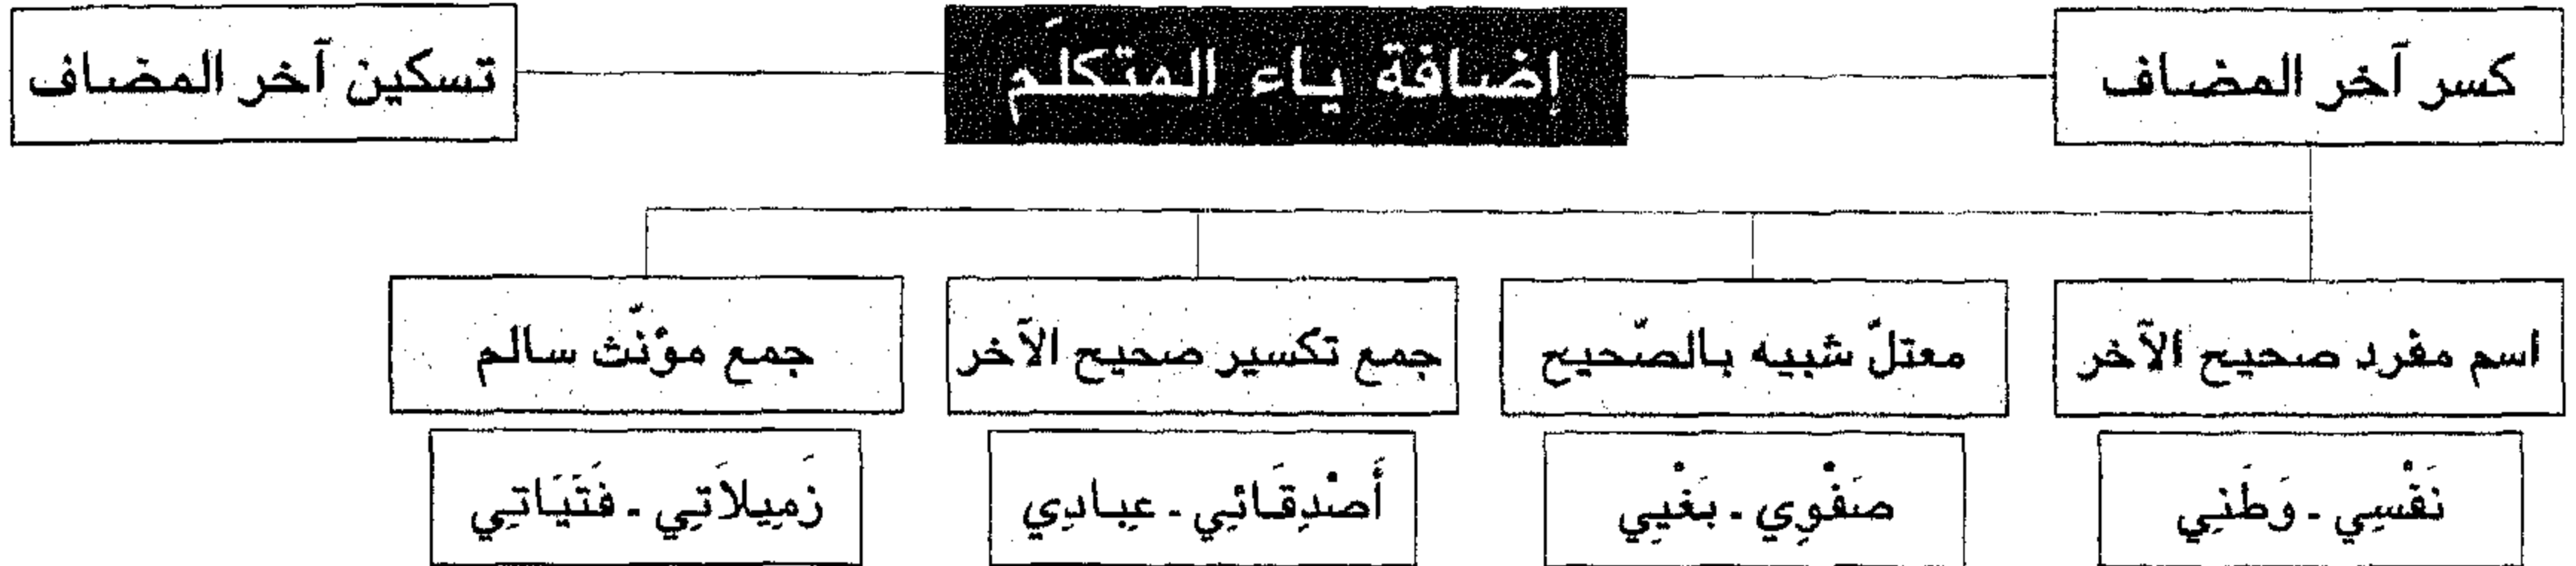 كسر آخر المضاف
إضافة ياء المتكلَم
تسكين آخر المضاف
اسم مفرد صحيح الآخر
معتلّ شبيه بالصّحيح
جمع تكسير صحيح الآخر
جمع مؤنّث سالم
نَفْسِي - وَطَنِي
صَفْوِي - بَغْيِي
أَصْدِقَائِي - عِبادِي
زَمِيلاَتِي - فَتَيَاتِي